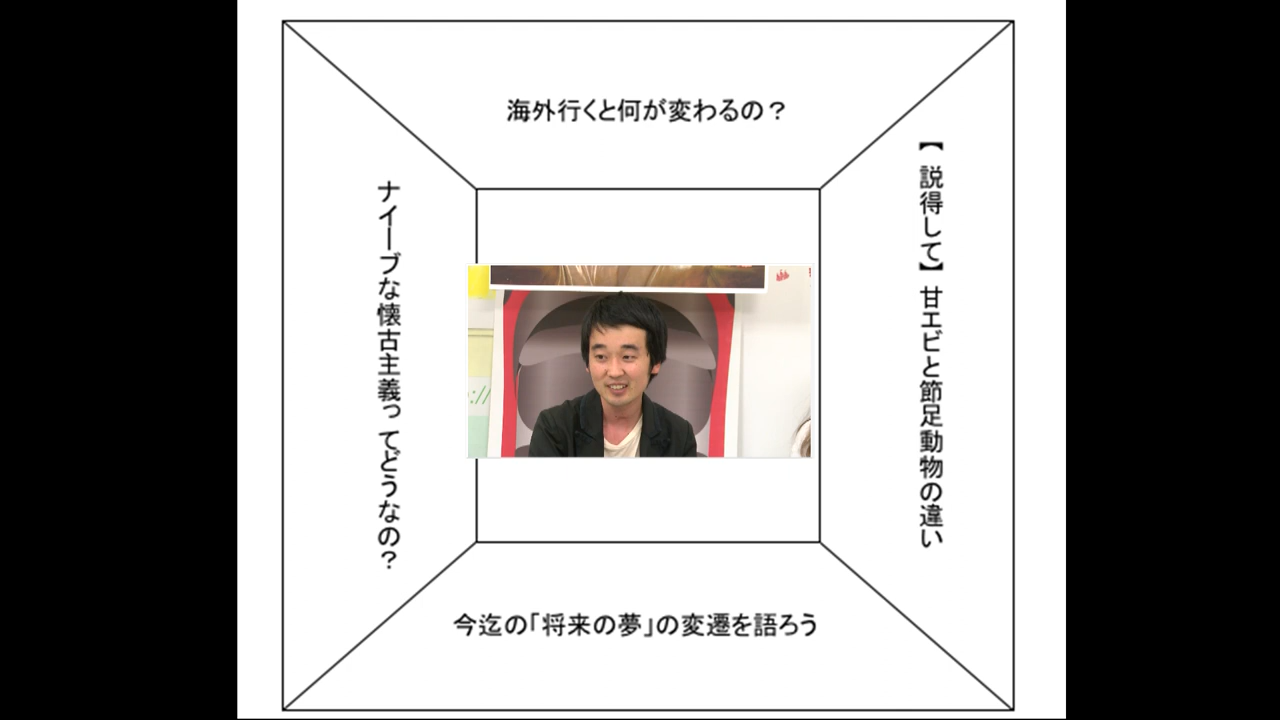 海外行くと何が変わるの？
【説得して】甘エビと節足動物の違い
ナイーブな懐古主義ってどうなの？
://
今迄の「将来の夢」の変遷を語ろう